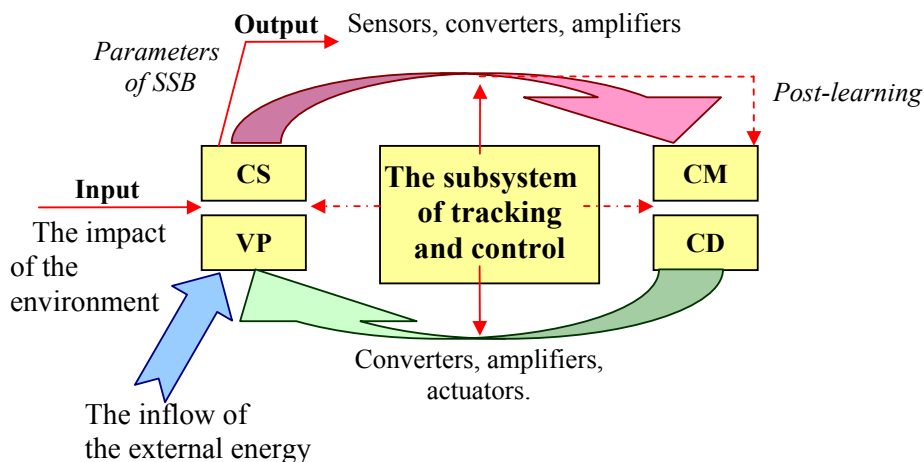 Output
Sensors, converters, amplifiers
Parameters
of SSB
Post-learning
CS
The subsystem
of tracking
and control
CM
Input
The impact
of the
environment
VP
CD
Converters, amplifiers,
actuators.
The inflow of
the external energy